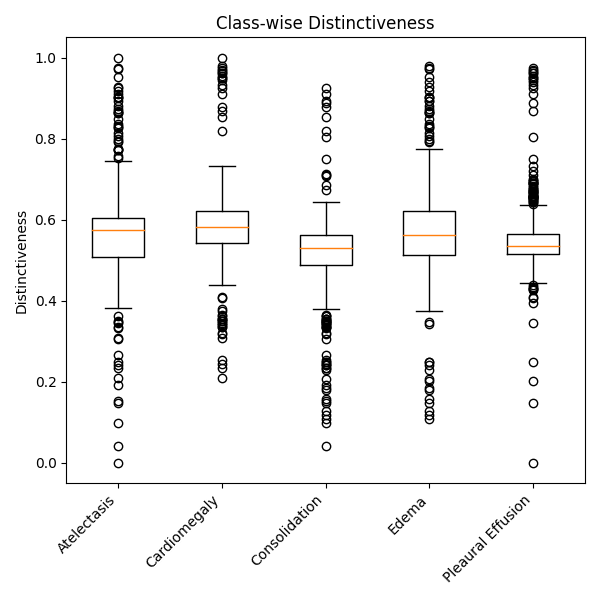 Class-wise Distinctiveness
Distinctiveness
1.0
0.8
0.6
0.4
0.2
0.0
Atelectasis
Cardiomegaly
Consolidation
Edema
Pleaural Effusion